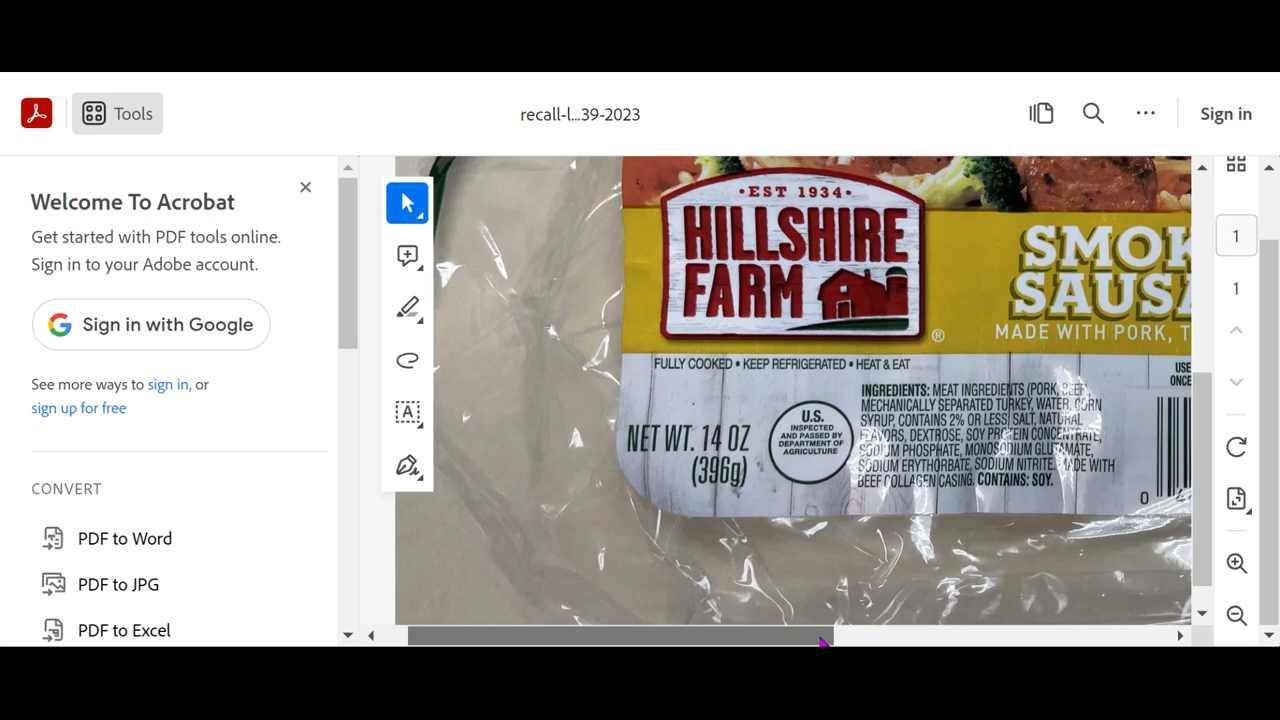 Tools
recall-l...39-2023
Sign in
Welcome To Acrobat
Get started with PDF tools online.
Sign in to your Adobe account.
Sign in with Google
See more ways to sign in, or
sign up for free
CONVERT
PDF to Word
PDF to JPG
PDF to Excel
•EST 1934•
HILLSHIRE
FARM
®
SMOK
SAUSA
MADE WITH PORK, T
FULLY COOKED • KEEP REFRIGERATED • HEAT & EAT
NET WT. 14 OZ
(396g)
U.S.
INSPECTED
AND PASSED BY
DEPARTMENT OF
AGRICULTURE
INGREDIENTS: MEAT INGREDIENTS (PORK, BEEF,
MECHANICALLY SEPARATED TURKEY, WATER, CORN
SYRUP, CONTAINS 2% OR LESS: SALT, NATURAL
FLAVORS, DEXTROSE, SOY PROTEIN CONCENTRATE,
SODIUM PHOSPHATE, MONOSODIUM GLUTAMATE,
SODIUM ERYTHORBATE, SODIUM NITRITE. MADE WITH
BEEF COLLAGEN CASING. CONTAINS: SOY.
USE
ONCE
0
1
1